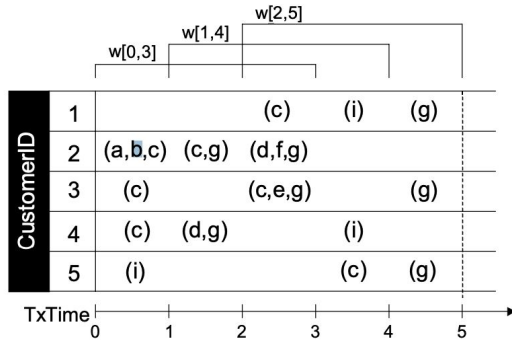 w[2,5]
w[1,4]
w[0,3]
CustomerID
1 (c) (i) (g)
2 (a,b,c) (c,g) (d,f,g)
3 (c) (c,e,g) (g)
4 (c) (d,g) (i)
5 (i) (c) (g)
TxTime
0 1 2 3 4 5